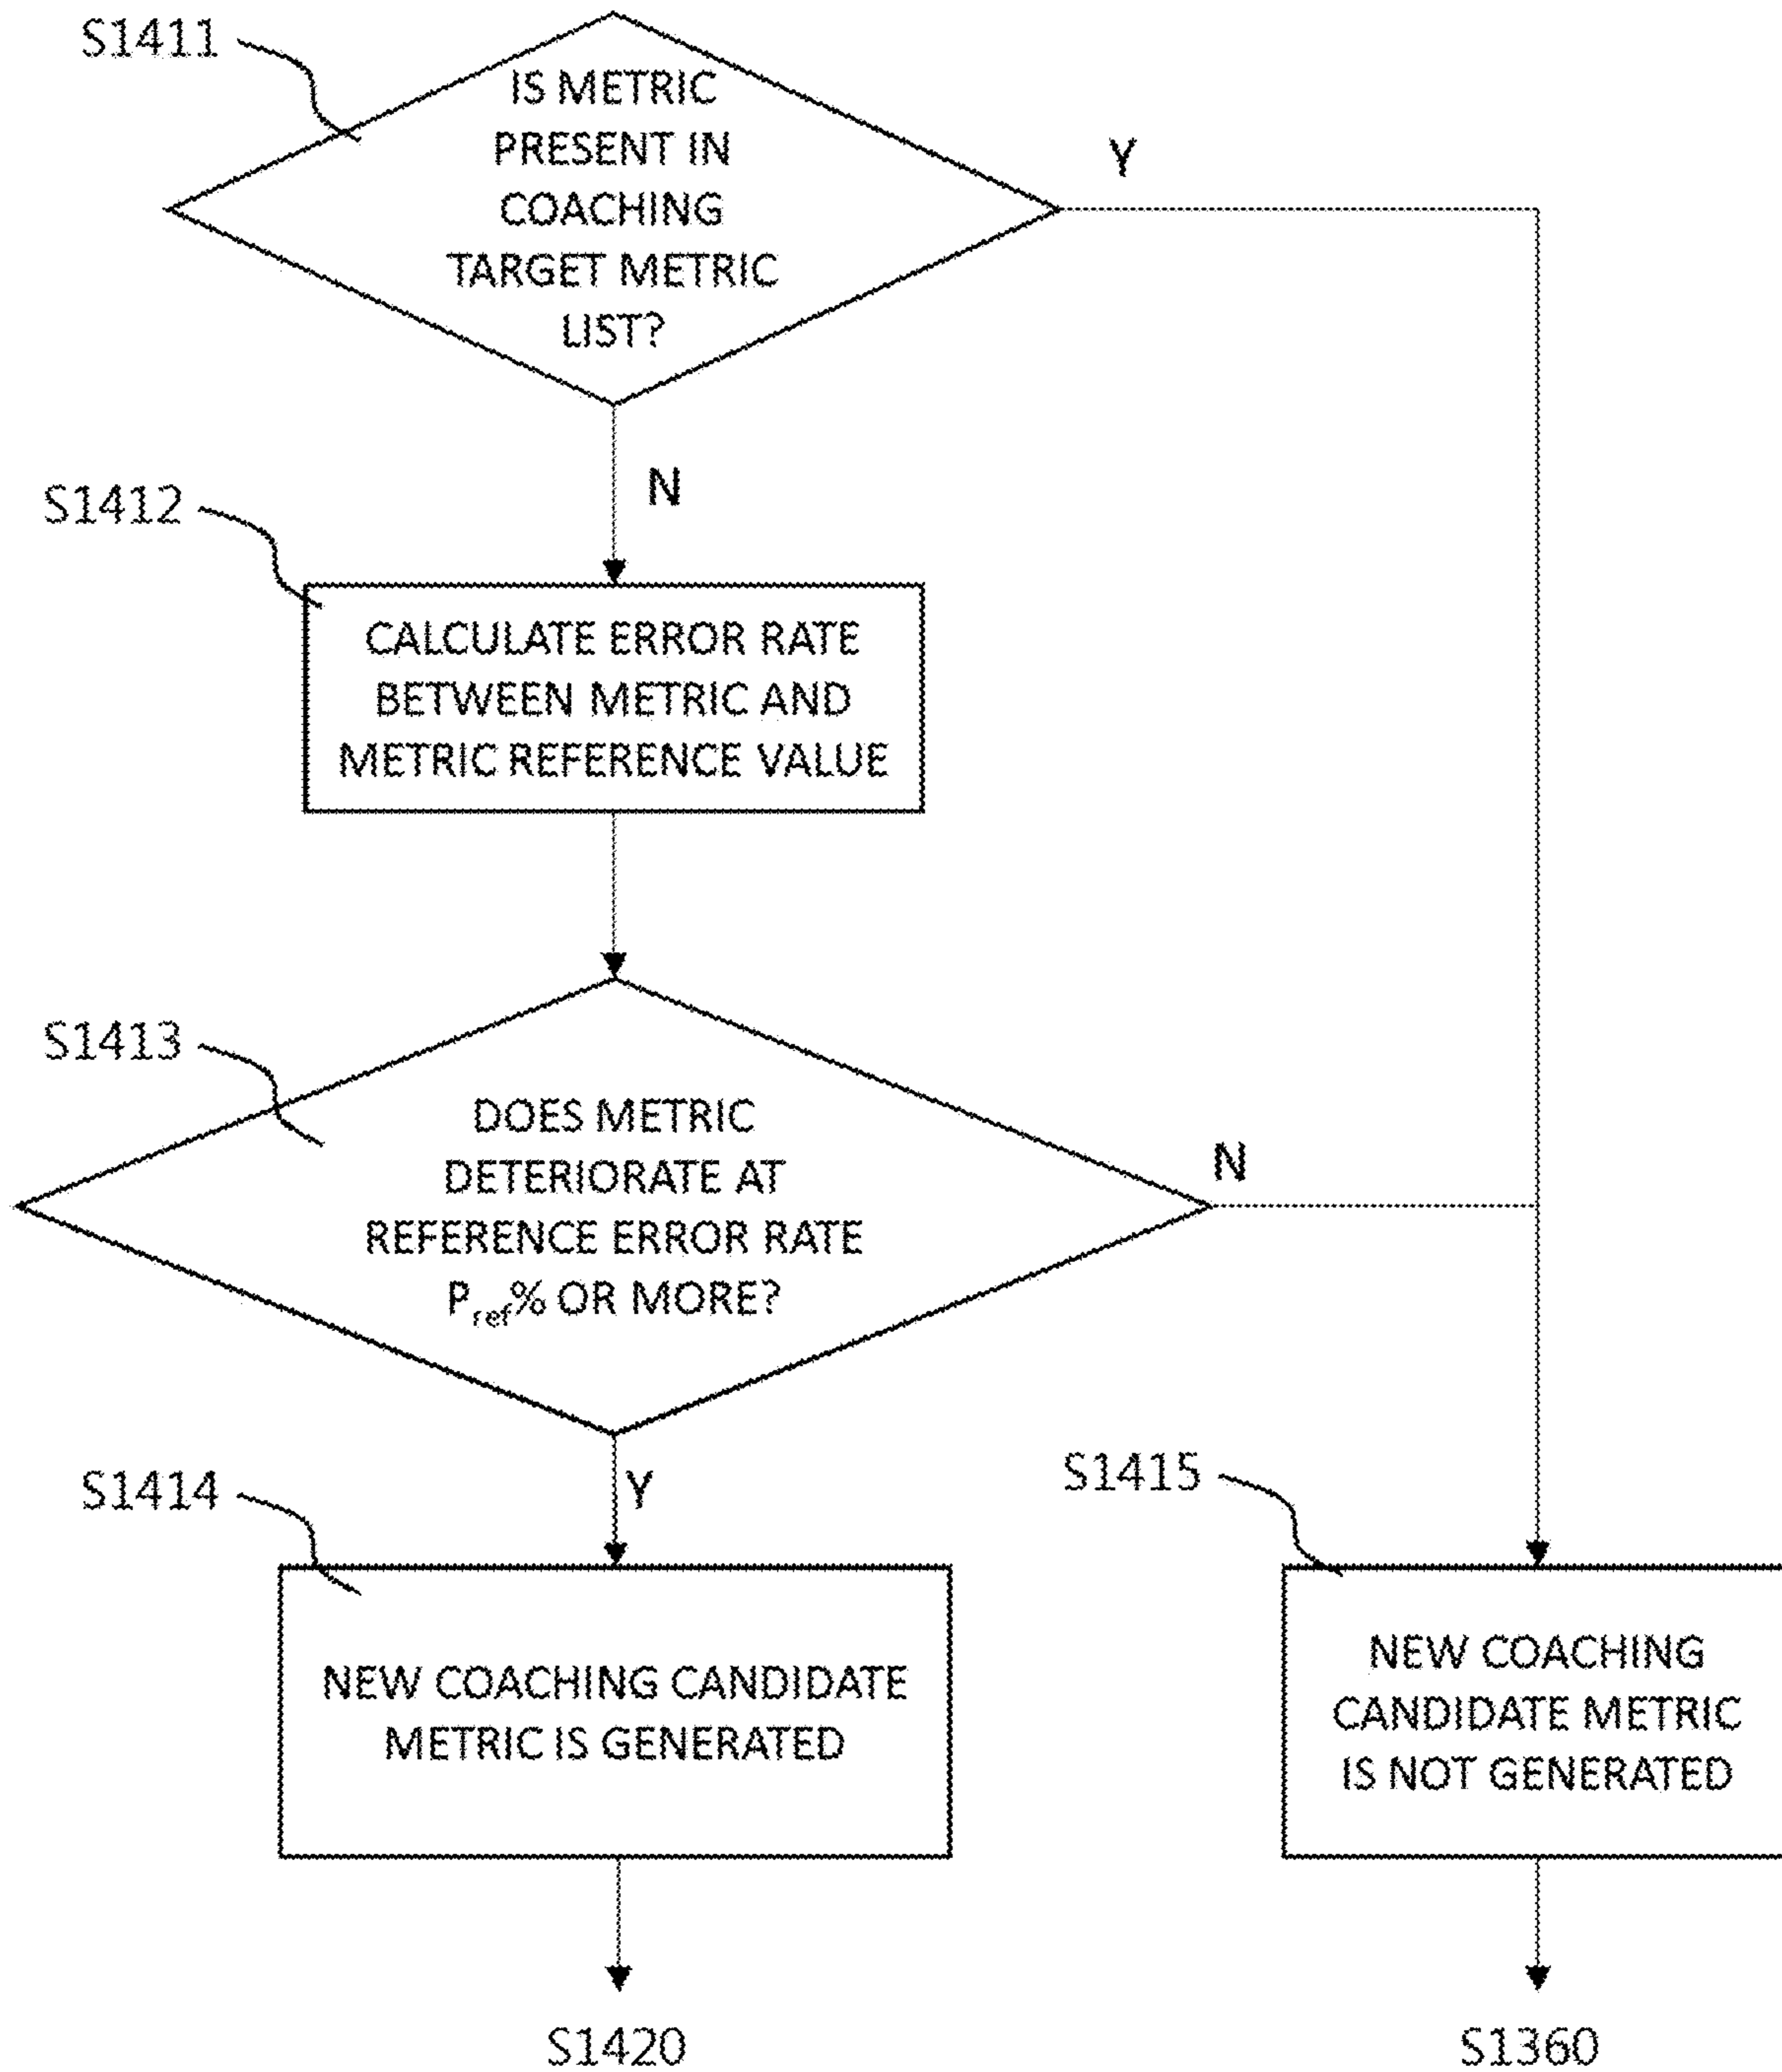 S1411
IS METRIC
PRESENT IN
COACHING
TARGET METRIC
LIST?
Y
N
S1412
CALCULATE ERROR RATE
BETWEEN METRIC AND
METRIC REFERENCE VALUE
S1413
DOES METRIC
DETERIORATE AT
REFERENCE ERROR RATE
Pref% OR MORE?
N
Y
S1414
NEW COACHING CANDIDATE
METRIC IS GENERATED
S1415
NEW COACHING
CANDIDATE METRIC
IS NOT GENERATED
S1420
S1360